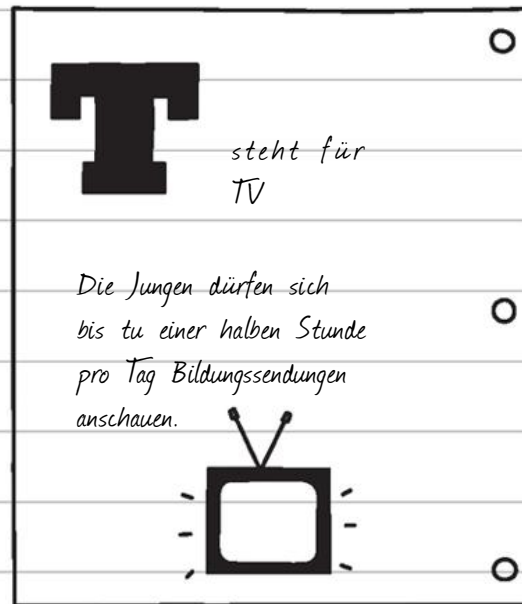 T
steht für
TV
Die Jungen dürfen sich
bis tu einer halben Stunde
pro Tag Bildungssendungen
anschauen.